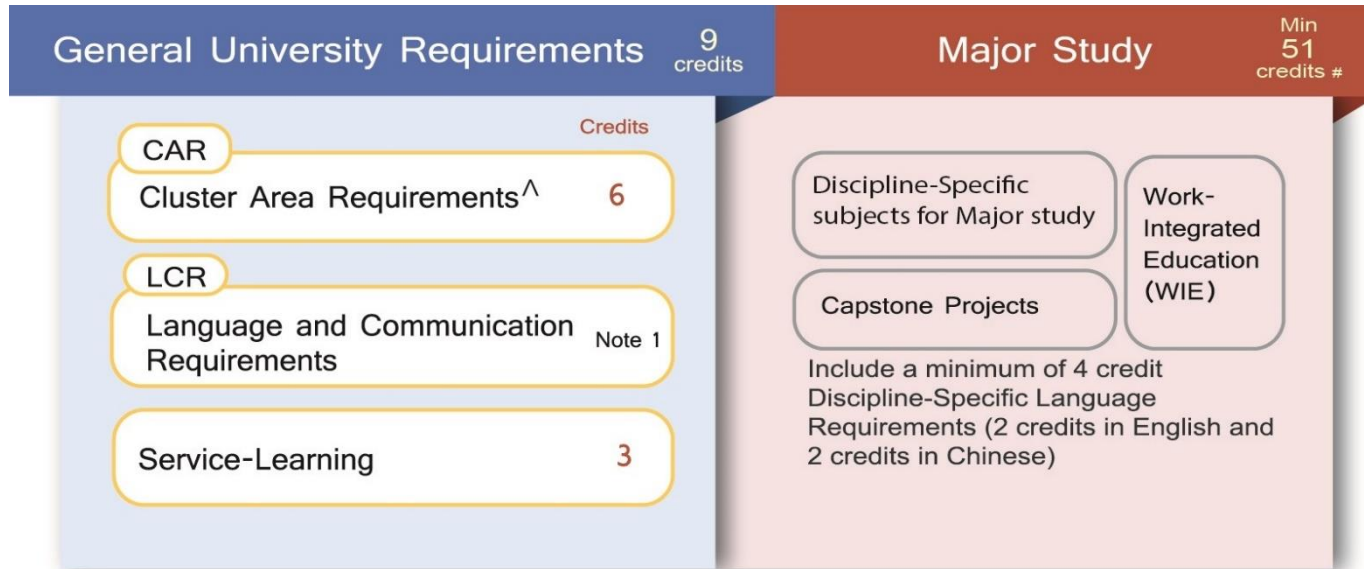 General University Requirements
9
credits
Major Study
Min
51
credits #
Credits
CAR
Cluster Area Requirements^
6
LCR
Language and Communication
Requirements
Note 1
Service-Learning
3
Discipline-Specific
subjects for Major study
Capstone Projects
Work-
Integrated
Education
(WIE)
Include a minimum of 4 credit
Discipline-Specific Language
Requirements (2 credits in English and
2 credits in Chinese)